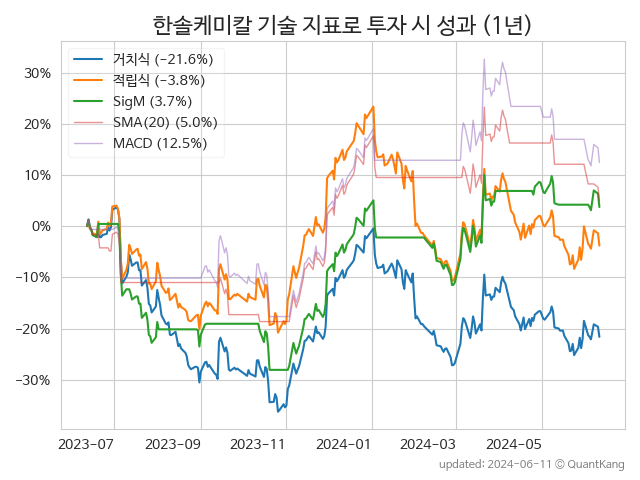 한솔케미칼 기술 지표로 투자 시 성과 (1년)
거치식 (−21.6%)
적립식 (−3.8%)
SigM (3.7%)
SMA(20) (5.0%)
MACD (12.5%)
30%
20%
10%
0%
−10%
−20%
−30%
2023-07 2023-09 2023-11 2024-01 2024-03 2024-05
updated: 2024-06-11 © QuantKang